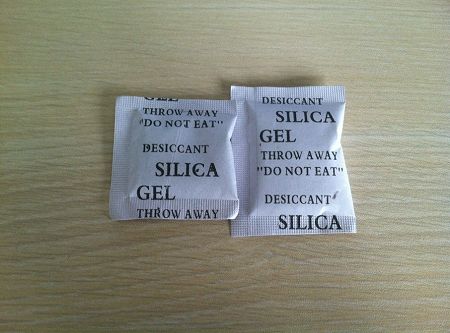 GEL
THROW AWAY
"DO NOT EAT"
DESICCANT
SILICA
GEL
THROW AWAY
DESICCANT
SILICA
GEL
THROW AWAY
"DO NOT EAT"
DESICCANT
SILICA